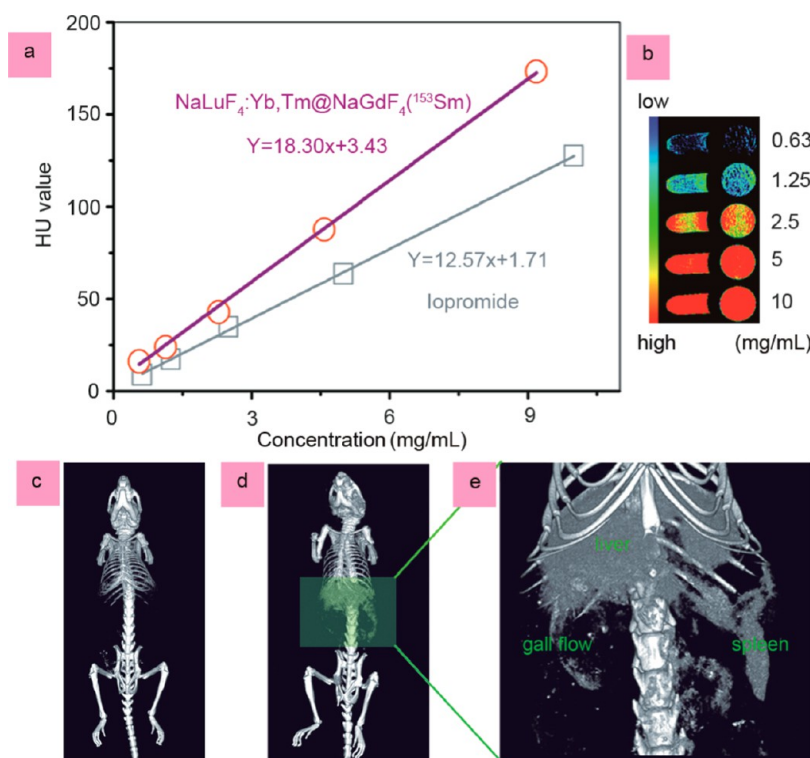 a
200
150
100
50
0
HU value
NaLuF₄:Yb,Tm@NaGdF₄(¹⁵³Sm)
Y=18.30x+3.43
Y=12.57x+1.71
Iopromide
0
3
6
9
Concentration (mg/mL)
b
low
0.63
1.25
2.5
5
10
high
(mg/mL)
c
d
e
liver
gall flow
spleen